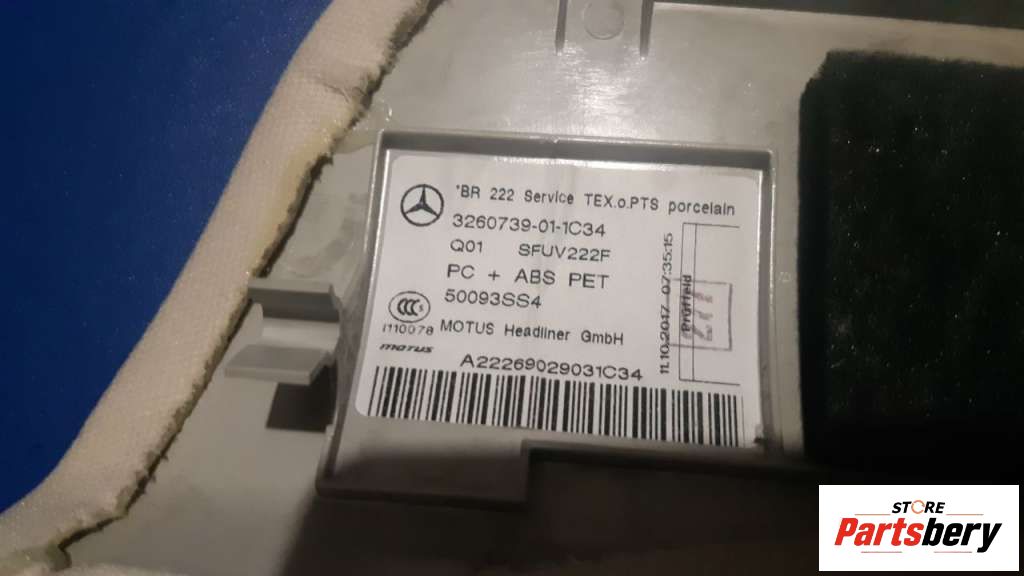 *BR 222 Service TEX.o.PTS porcelain
3260739-01-1C34
Q01 SFUV222F
PC + ABS PET
50093SS4
CCC
I110078 MOTUS Headliner GmbH
motus
A22269029031C34
11.10.2017 07:35:15
Prüffeld
STORE
Partsbery